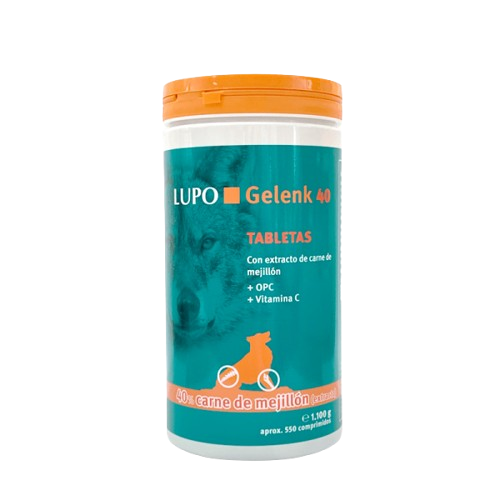 LUPO Gelenk 40
TABLETAS
Con extracto de carne de
mejillón
+ OPC
+ Vitamina C
40% carne de mejillón (extracto)
℮ 1.100 g
aprox. 550 comprimidos